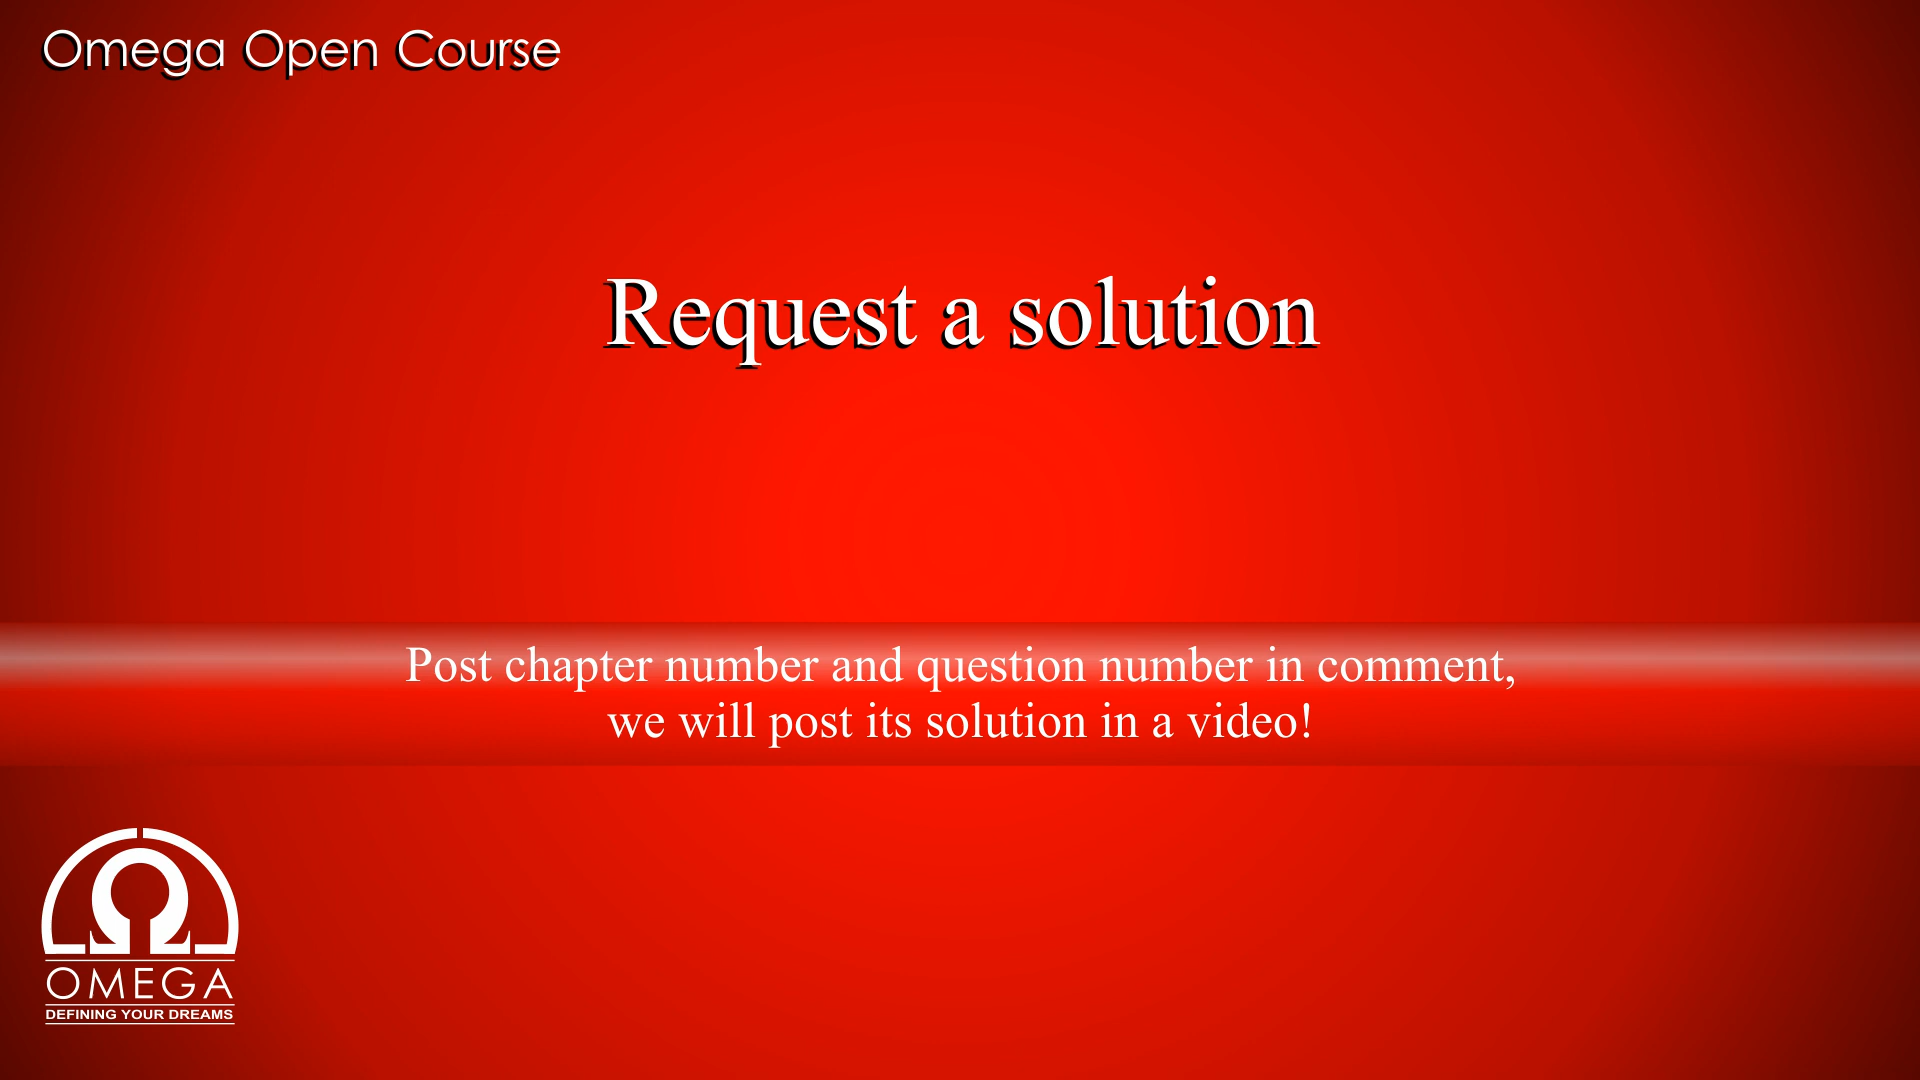 Omega Open Course
Request a solution
Post chapter number and question number in comment,
we will post its solution in a video!
OMEGA
DEFINING YOUR DREAMS